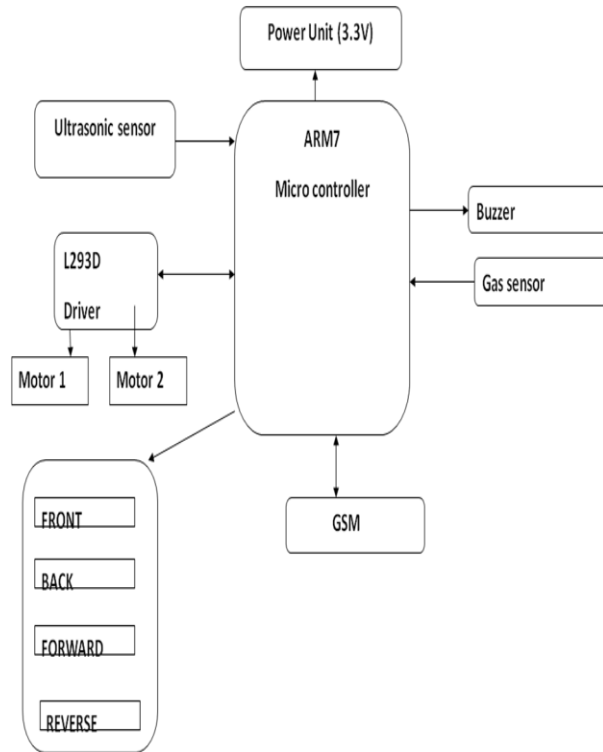 Power Unit (3.3V)
Ultrasonic sensor
ARM7
Micro controller
Buzzer
L293D
Driver
Gas sensor
Motor 1
Motor 2
GSM
FRONT
BACK
FORWARD
REVERSE